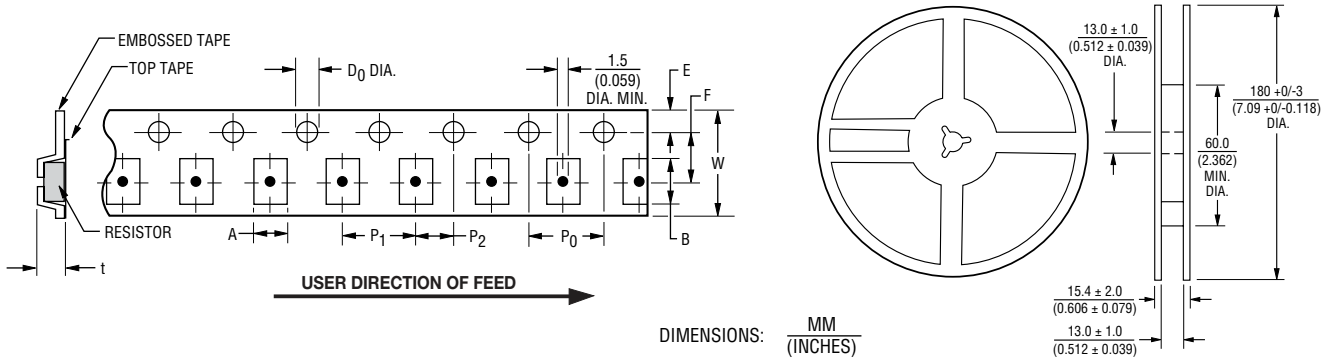 EMBOSSED TAPE
TOP TAPE
D0 DIA.
1.5
(0.059)
DIA. MIN.
E
F
W
B
A
P1
P2
P0
RESISTOR
t
USER DIRECTION OF FEED
13.0 ± 1.0
(0.512 ± 0.039)
DIA.
180 +0/-3
(7.09 +0/-0.118)
DIA.
60.0
(2.362)
MIN.
DIA.
15.4 ± 2.0
(0.606 ± 0.079)
13.0 ± 1.0
(0.512 ± 0.039)
DIMENSIONS: MM
(INCHES)